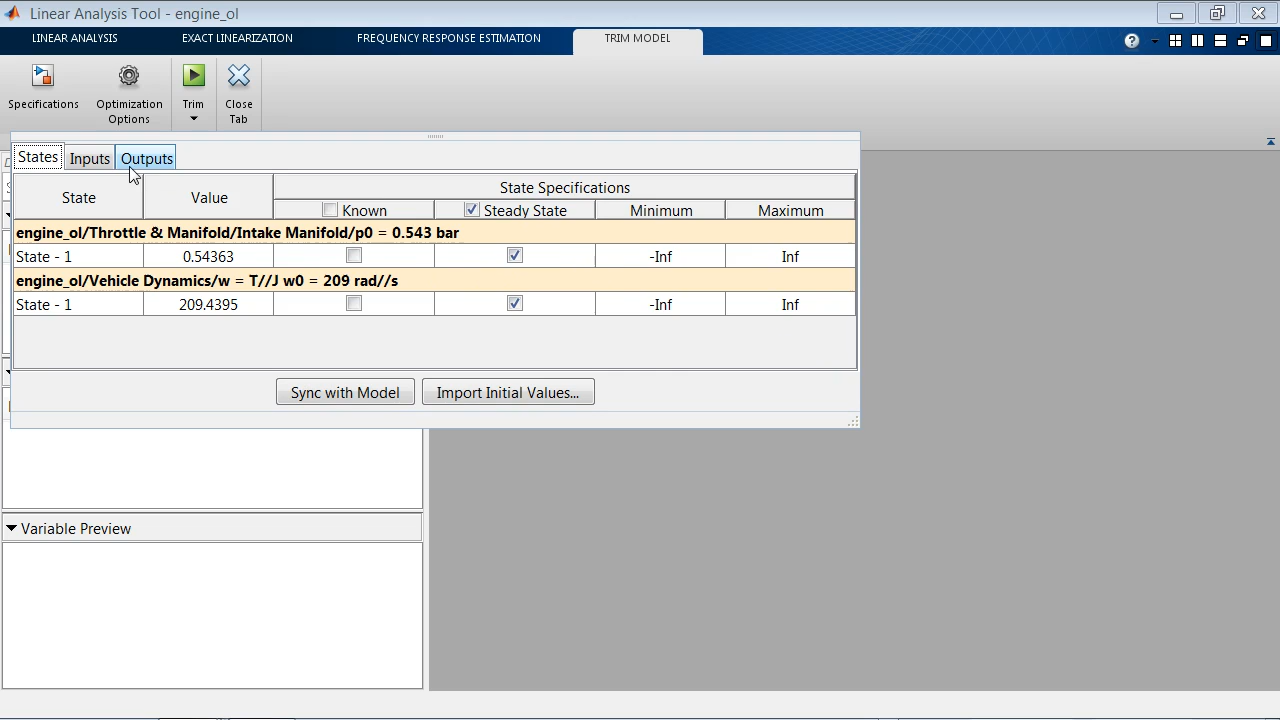 Linear Analysis Tool - engine_ol
LINEAR ANALYSIS
EXACT LINEARIZATION
FREQUENCY RESPONSE ESTIMATION
TRIM MODEL
Specifications
Optimization
Options
Trim
Close
Tab
States
Inputs
Outputs
State
Value
State Specifications
Known
Steady State
Minimum
Maximum
engine_ol/Throttle & Manifold/Intake Manifold/p0 = 0.543 bar
State - 1
0.54363
-Inf
Inf
engine_ol/Vehicle Dynamics/w = T//J w0 = 209 rad//s
State - 1
209.4395
-Inf
Inf
Sync with Model
Import Initial Values...
Variable Preview